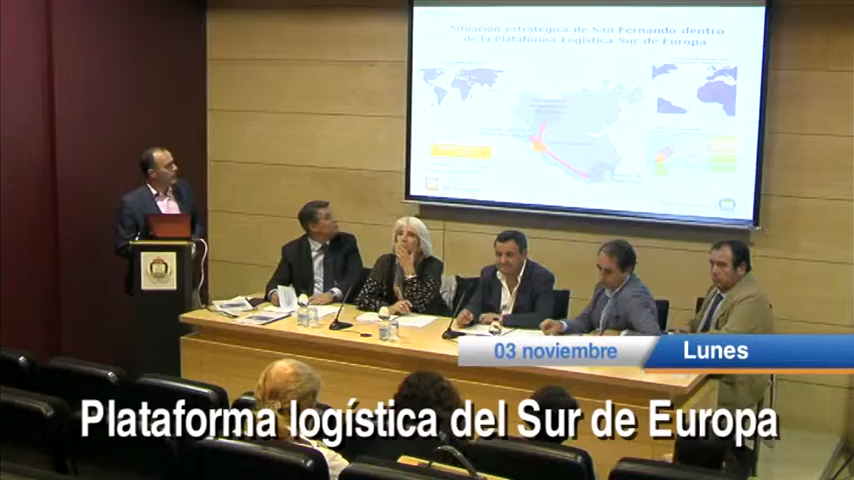 Situación estratégica de San Fernando dentro
de la Plataforma Logística Sur de Europa
03 noviembre
Lunes
Plataforma logística del Sur de Europa